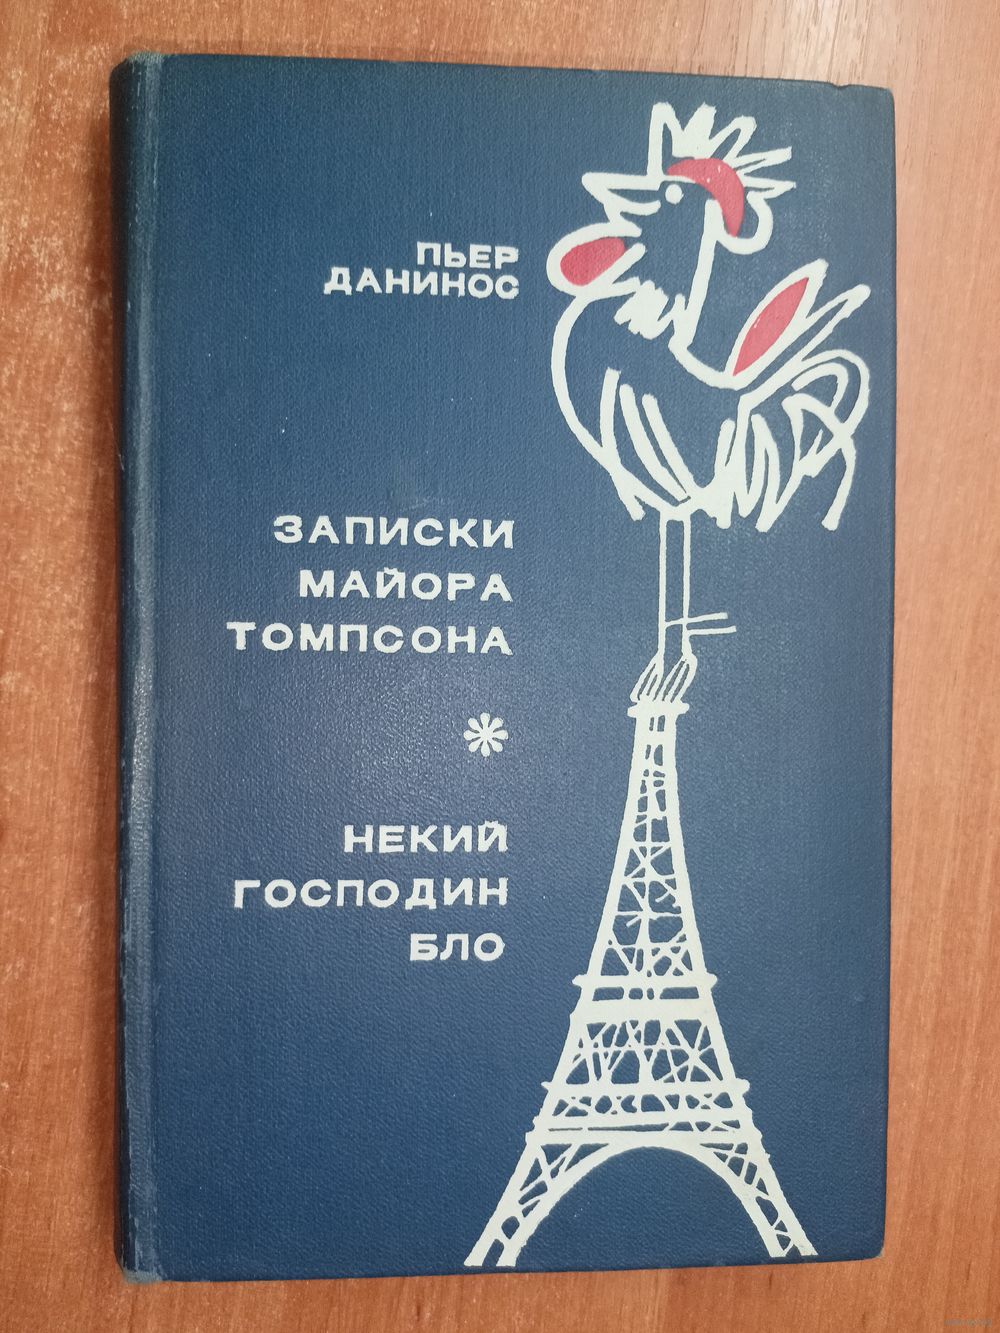 ПЬЕР
ДАНИНОС
ЗАПИСКИ
МАЙОРА
ТОМПСОНА
НЕКИЙ
ГОСПОДИН
БЛО